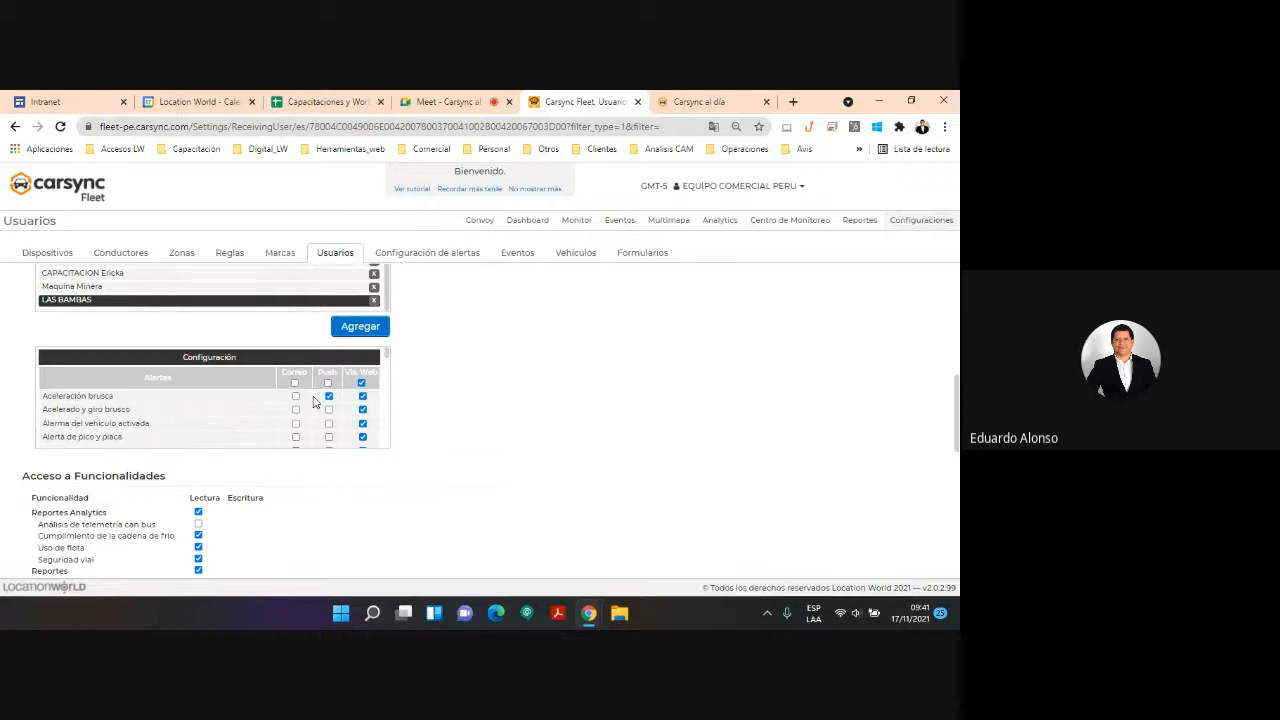 Intranet
Location World - Cale
Capacitaciones y Worl
Meet - Carsync al
Carsync Fleet, Usuario
Carsync al día
fleet-pe.carsync.com/Settings/ReceivingUser/es/78004C0049006E0042007800370041002B00420067003D00?filter_type=1&filter=
Aplicaciones
Accesos LW
Capacitación
Digital_LW
Herramientas_web
Comercial
Personal
Otros
Clientes
Analisis CAM
Operaciones
Avis
»
Lista de lectura
carsync
Fleet
Bienvenido.
Ver tutorial Recordar más tarde No mostrar más
GMT-5 EQUIPO COMERCIAL PERU
Usuarios
Convoy Dashboard Monitor Eventos Multimapa Analytics Centro de Monitoreo Reportes Configuraciones
Dispositivos Conductores Zonas Reglas Marcas Usuarios Configuración de alertas Eventos Vehículos Formularios
CAPACITACION Ericka X
Maquina Minera X
LAS BAMBAS X
Agregar
Configuración
Alertas Correo Push Vis. Web
Aceleración brusca
Acelerado y giro brusco
Alarma del vehículo activada.
Alerta de pico y placa
Acceso a Funcionalidades
Funcionalidad Lectura Escritura
Reportes Analytics
Análisis de telemetría can bus
Cumplimiento de la cadena de frío
Uso de flota
Seguridad vial
Reportes
LOCATIONWORLD
© Todos los derechos reservados Location World 2021 — v2.0.2.99
ESP
LAA
09:41
17/11/2021
25
Eduardo Alonso